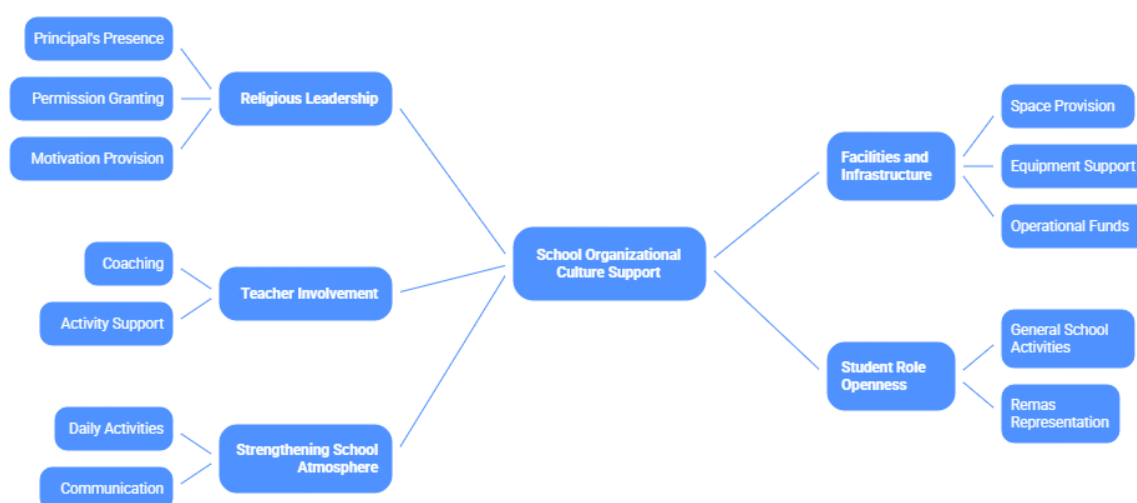 Principal's Presence
Permission Granting
Motivation Provision
Religious Leadership
Coaching
Activity Support
Teacher Involvement
Daily Activities
Communication
Strengthening School
Atmosphere
School Organizational
Culture Support
Facilities and
Infrastructure
Space Provision
Equipment Support
Operational Funds
Student Role
Openness
General School
Activities
Remas
Representation